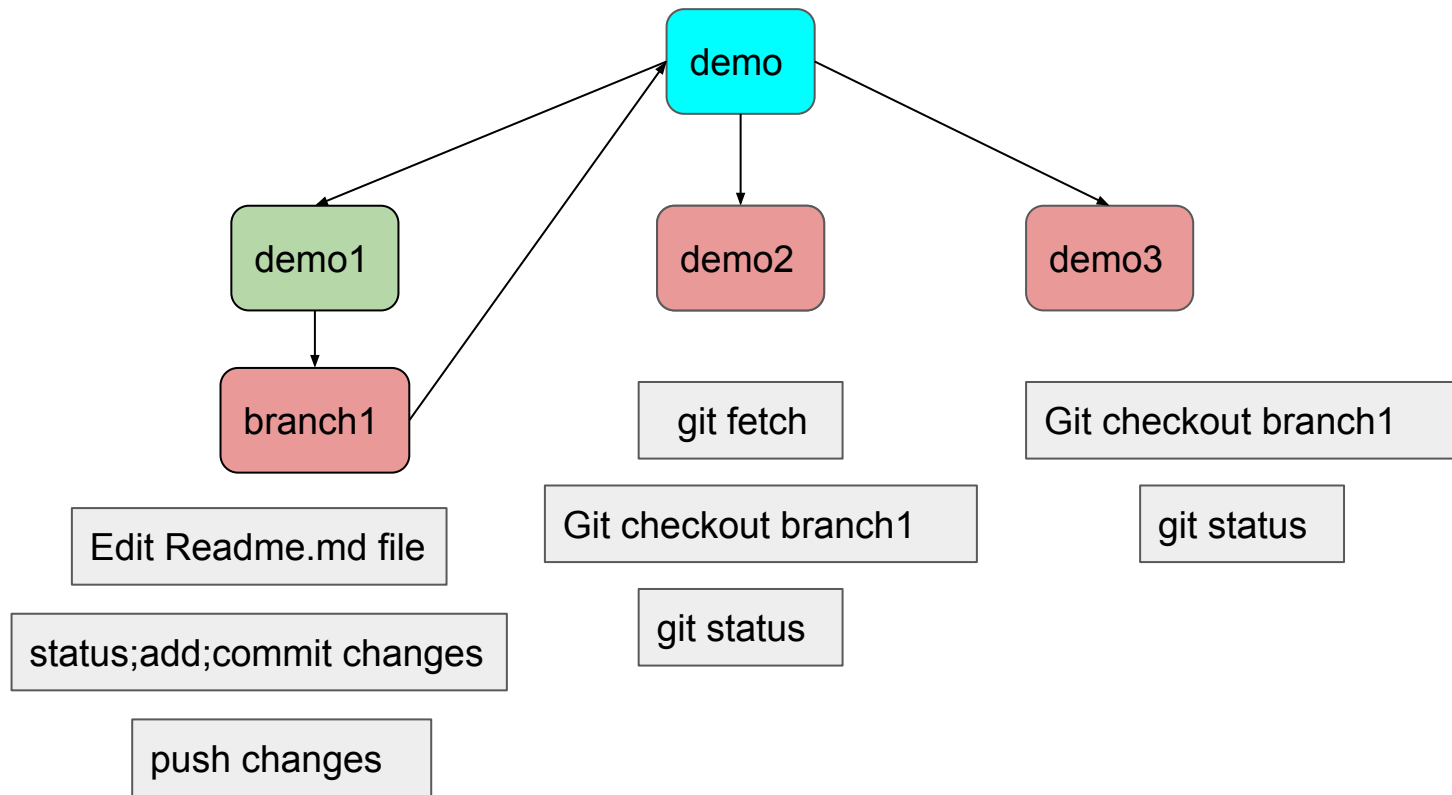 demo
demo1
demo2
demo3
branch1
git fetch
Git checkout branch1
Git checkout branch1
git status
Edit Readme.md file
git status
status;add;commit changes
push changes